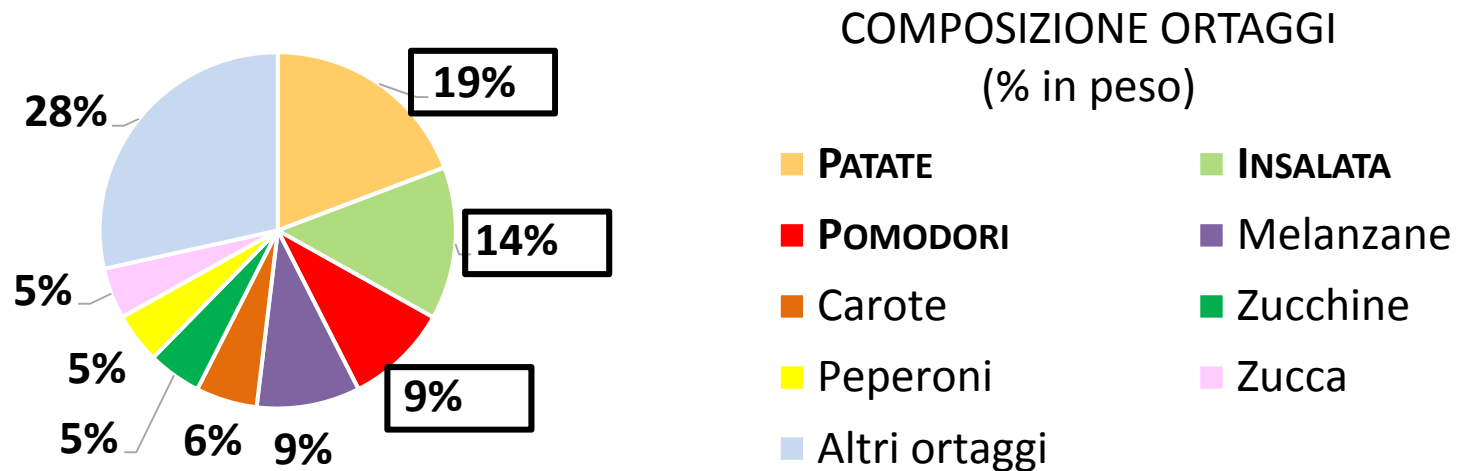 COMPOSIZIONE ORTAGGI
(% in peso)
19%
28%
14%
5%
9%
5%
5%
6%
9%
PATATE
INSALATA
POMODORI
Melanzane
Carote
Zucchine
Peperoni
Zucca
Altri ortaggi